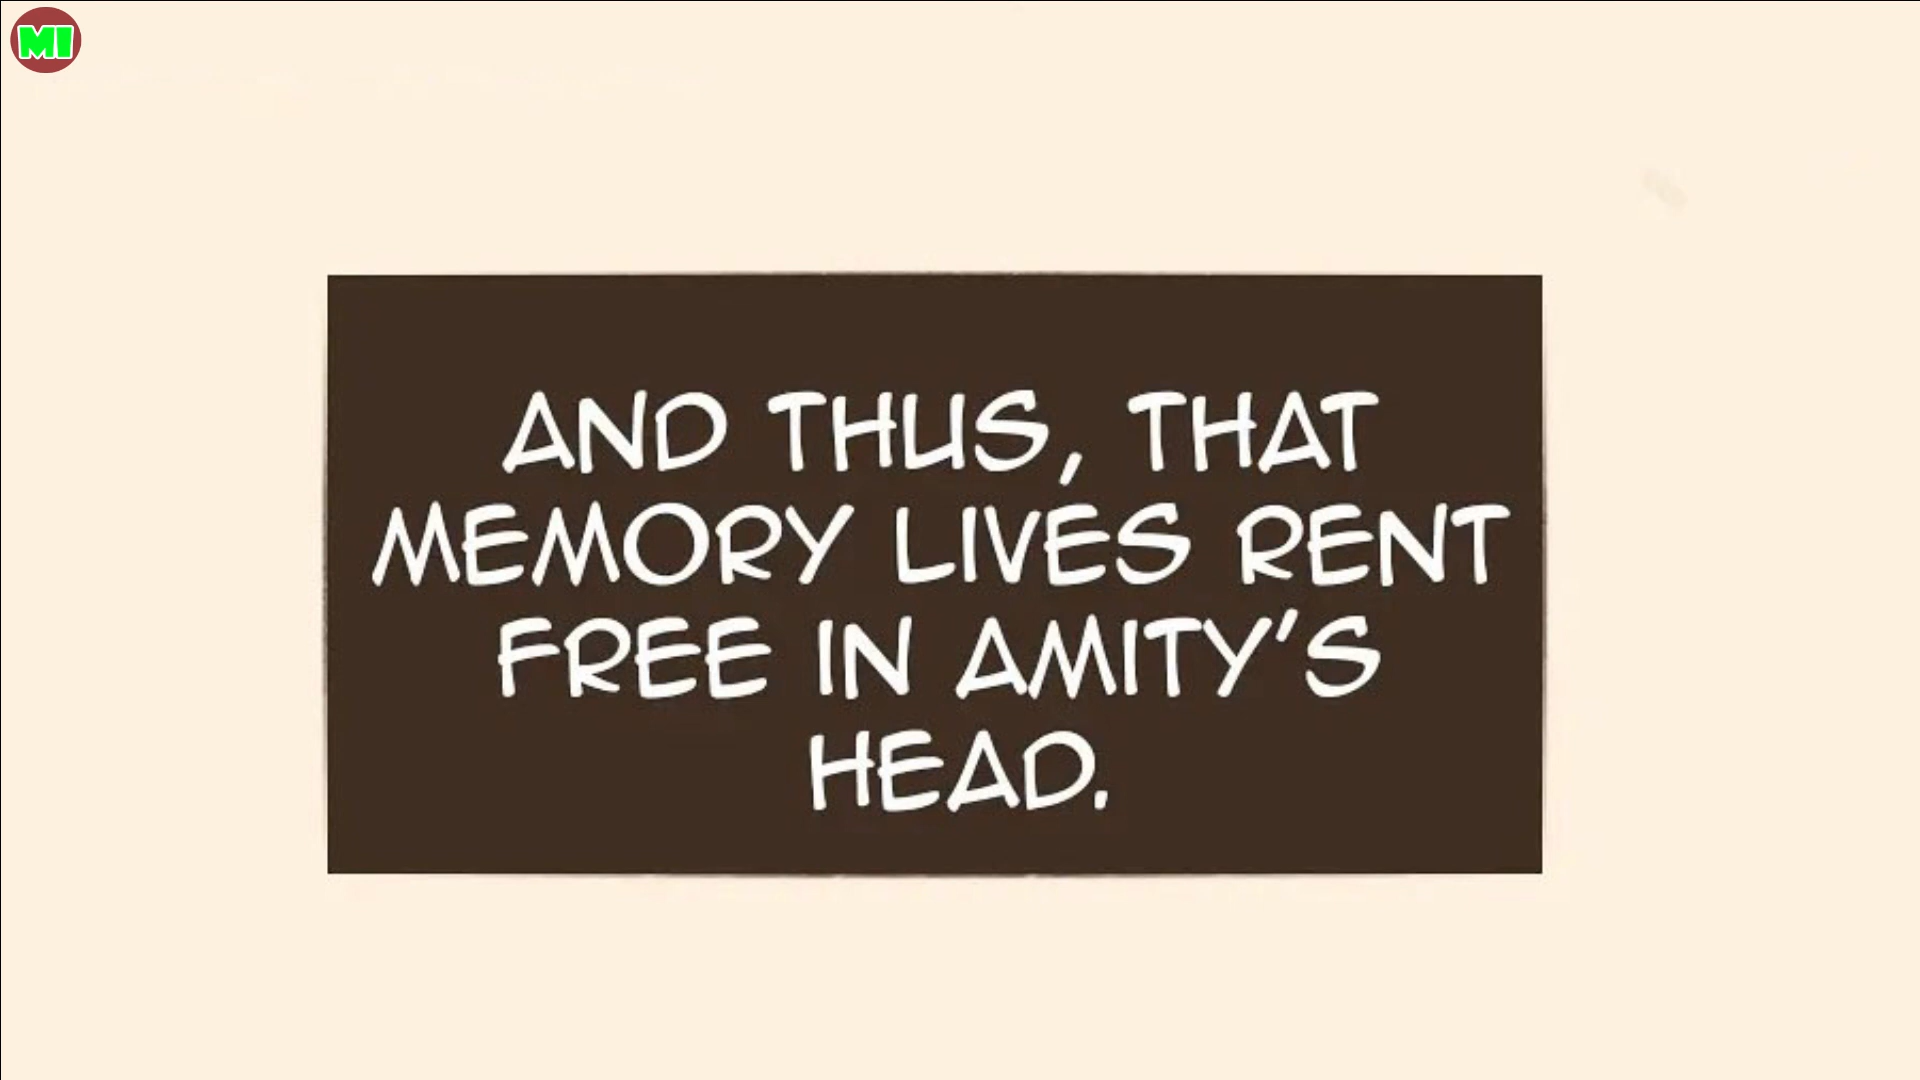 MI
AND THUS, THAT
MEMORY LIVES RENT
FREE IN AMITY'S
HEAD.